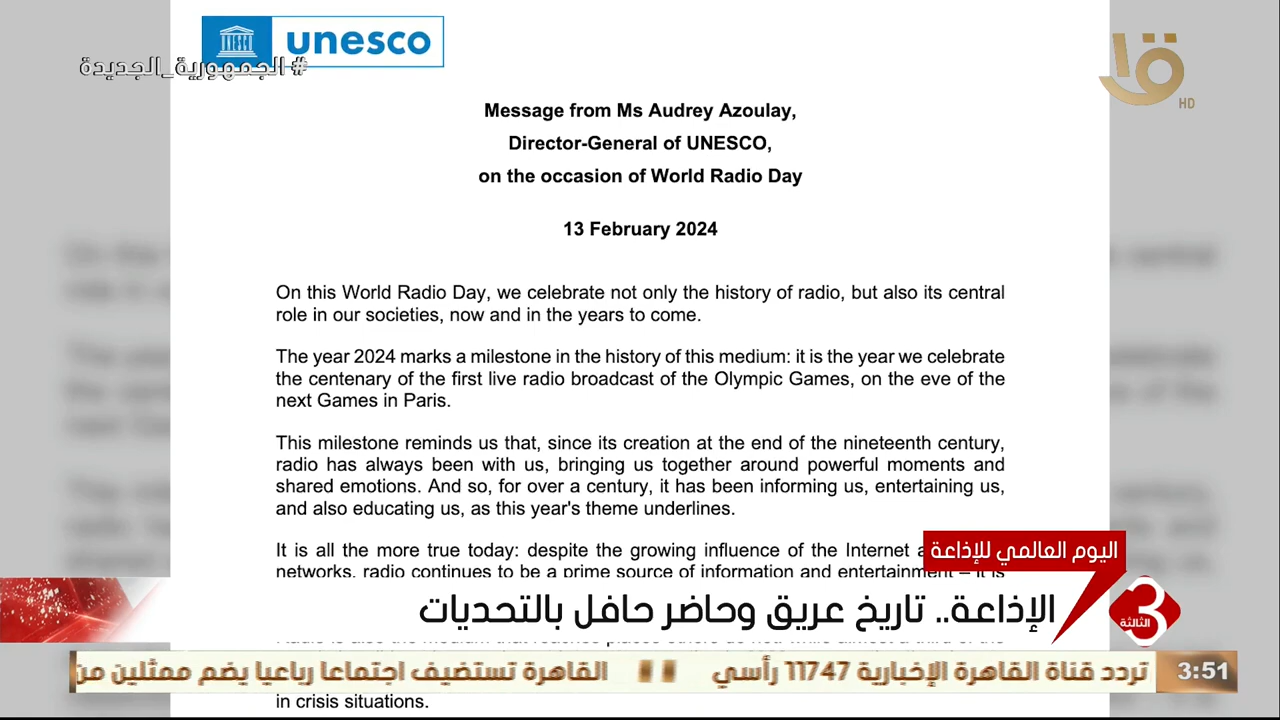 unesco
#الجمهورية_الجديدة
HD
Message from Ms Audrey Azoulay,
Director-General of UNESCO,
on the occasion of World Radio Day
13 February 2024
On this World Radio Day, we celebrate not only the history of radio, but also its central
role in our societies, now and in the years to come.
The year 2024 marks a milestone in the history of this medium: it is the year we celebrate
the centenary of the first live radio broadcast of the Olympic Games, on the eve of the
next Games in Paris.
This milestone reminds us that, since its creation at the end of the nineteenth century,
radio has always been with us, bringing us together around powerful moments and
shared emotions. And so, for over a century, it has been informing us, entertaining us,
and also educating us, as this year's theme underlines.
It is all the more true today: despite the growing influence of the Internet
networks, radio continues to be a prime source of information and entertainment – it is
اليوم العالمي للإذاعة
الإذاعة.. تاريخ عريق وحاضر حافل بالتحديات
3 الثالثة
تردد قناة القاهرة الإخبارية 11747 رأسي القاهرة تستضيف اجتماعا رباعيا يضم ممثلين من
3:51
in crisis situations.